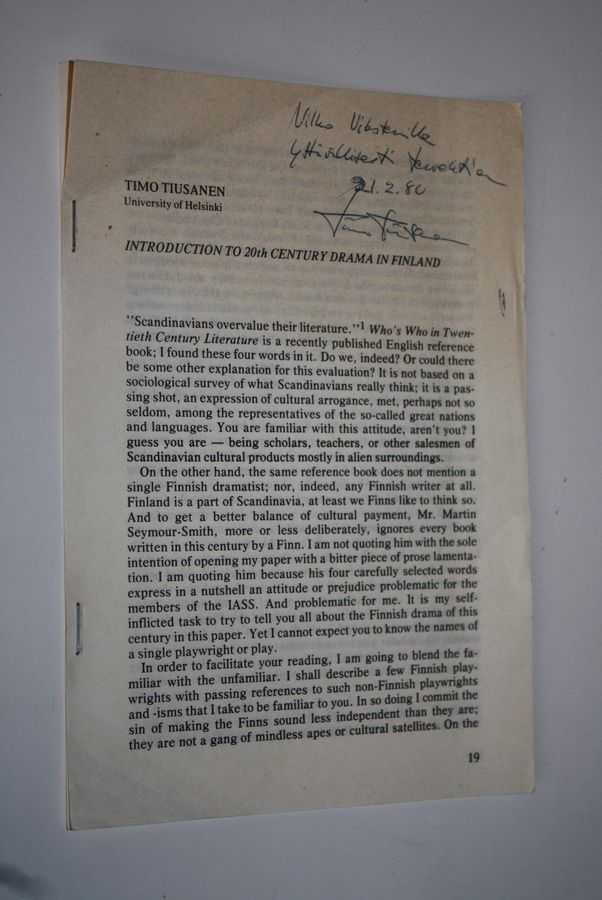 Vilho Viksténille
ystävällisesti tervehtien
21.2.80
Timo Tiusanen
TIMO TIUSANEN
University of Helsinki
INTRODUCTION TO 20th CENTURY DRAMA IN FINLAND
"Scandinavians overvalue their literature."1 Who's Who in Twen-
tieth Century Literature is a recently published English reference
book; I found these four words in it. Do we, indeed? Or could there
be some other explanation for this evaluation? It is not based on a
sociological survey of what Scandinavians really think; it is a pas-
sing shot, an expression of cultural arrogance, met, perhaps not so
seldom, among the representatives of the so-called great nations
and languages. You are familiar with this attitude, aren't you? I
guess you are — being scholars, teachers, or other salesmen of
Scandinavian cultural products mostly in alien surroundings.
On the other hand, the same reference book does not mention a
single Finnish dramatist; nor, indeed, any Finnish writer at all.
Finland is a part of Scandinavia, at least we Finns like to think so.
And to get a better balance of cultural payment, Mr. Martin
Seymour-Smith, more or less deliberately, ignores every book
written in this century by a Finn. I am not quoting him with the sole
intention of opening my paper with a bitter piece of prose lamenta-
tion. I am quoting him because his four carefully selected words
express in a nutshell an attitude or prejudice problematic for the
members of the IASS. And problematic for me. It is my self-
inflicted task to try to tell you all about the Finnish drama of this
century in this paper. Yet I cannot expect you to know the names of
a single playwright or play.
In order to facilitate your reading, I am going to blend the fa-
miliar with the unfamiliar. I shall describe a few Finnish play-
wrights with passing references to such non-Finnish playwrights
and -isms that I take to be familiar to you. In so doing I commit the
sin of making the Finns sound less independent than they are;
they are not a gang of mindless apes or cultural satellites. On the
19